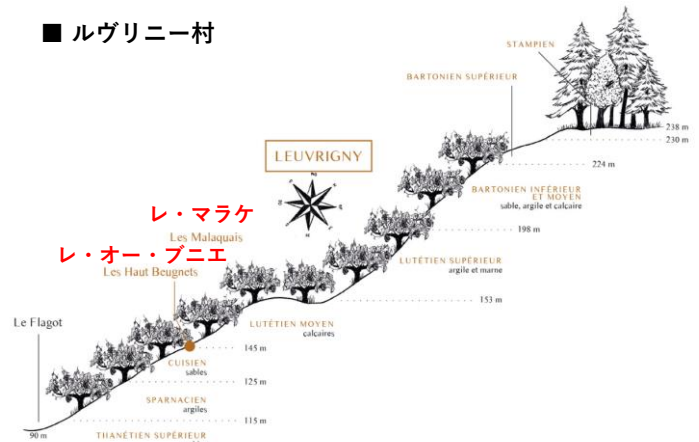 ■ ルヴリニー村
STAMPIEN
BARTONIEN SUPÉRIEUR
238 m
230 m
LEUVRIGNY
224 m
BARTONIEN INFÉRIEUR
ET MOYEN
sable, argile et calçaire
レ・マラケ
Les Malaquais
198 m
レ・オー・ブニエ
Les Haut Beugnets
LUTÉTIEN SUPÉRIEUR
argile et marne
153 m
Le Flagot
LUTÉTIEN MOYEN
calçaires
145 m
CUISIEN
sables
125 m
SPARNACIEN
argiles
115 m
90 m
THANÉTIEN SUPÉRIEUR